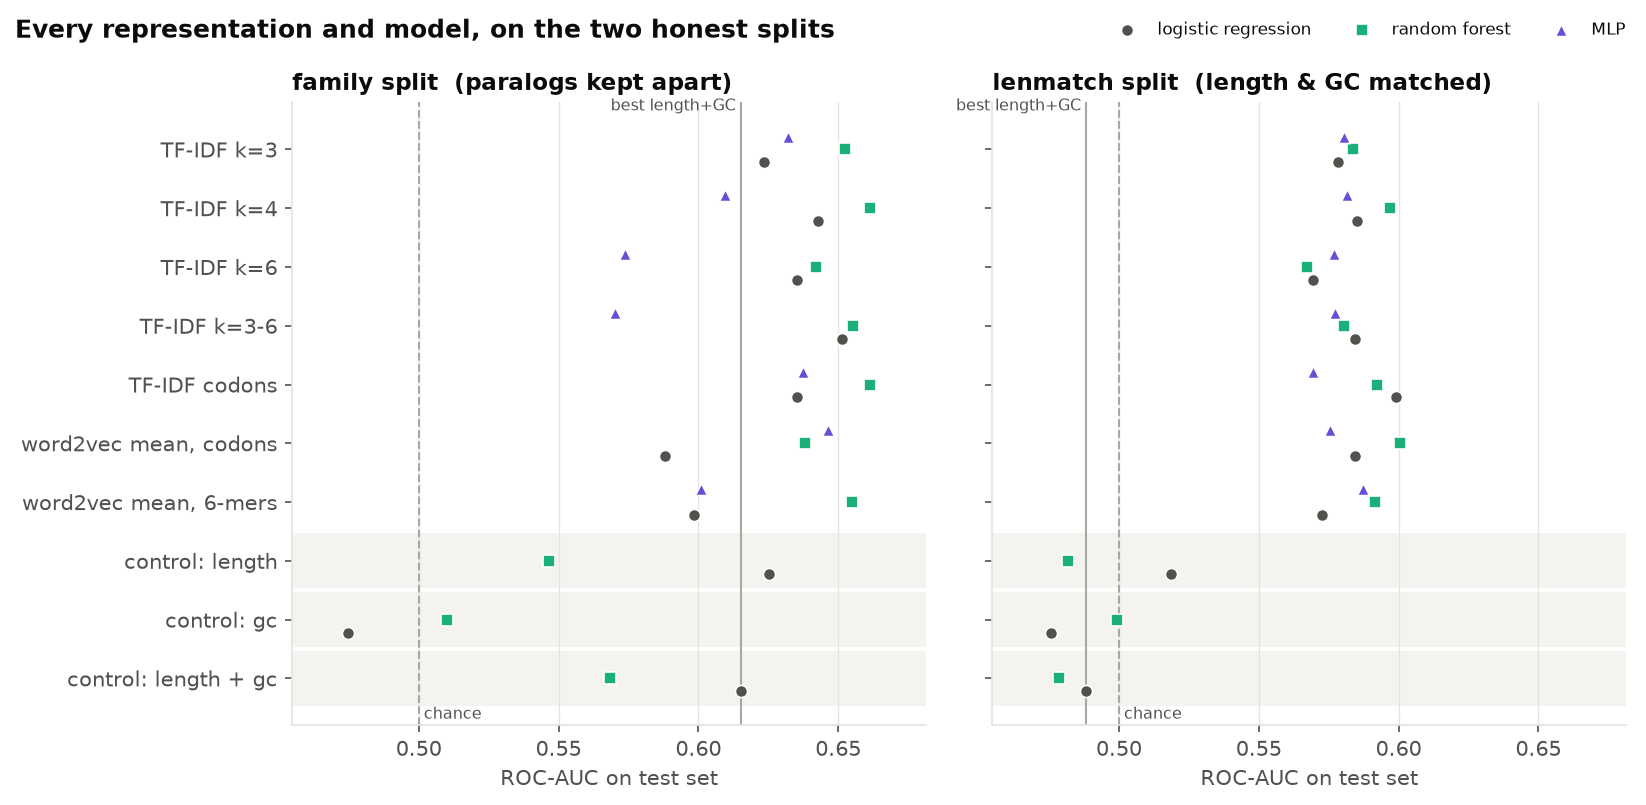 Every representation and model, on the two honest splits
logistic regression
random forest
MLP
family split  (paralogs kept apart)
lenmatch split  (length & GC matched)
best length+GC
best length+GC
TF-IDF k=3
TF-IDF k=4
TF-IDF k=6
TF-IDF k=3-6
TF-IDF codons
word2vec mean, codons
word2vec mean, 6-mers
control: length
control: gc
control: length + gc
chance
chance
0.50 0.55 0.60 0.65
0.50 0.55 0.60 0.65
ROC-AUC on test set
ROC-AUC on test set